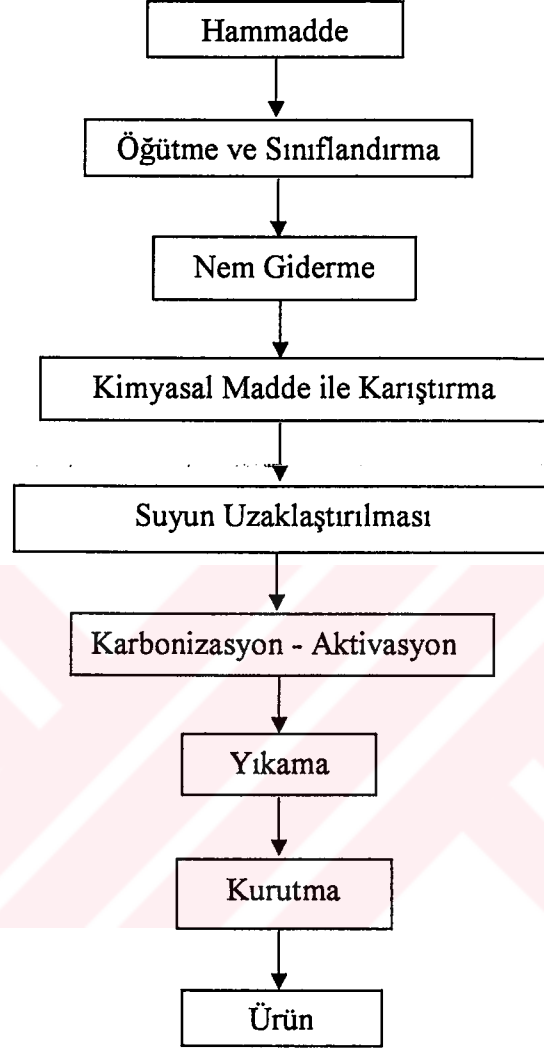 Hammadde
Öğütme ve Sınıflandırma
Nem Giderme
Kimyasal Madde ile Karıştırma
Suyun Uzaklaştırılması
Karbonizasyon - Aktivasyon
Yıkama
Kurutma
Ürün